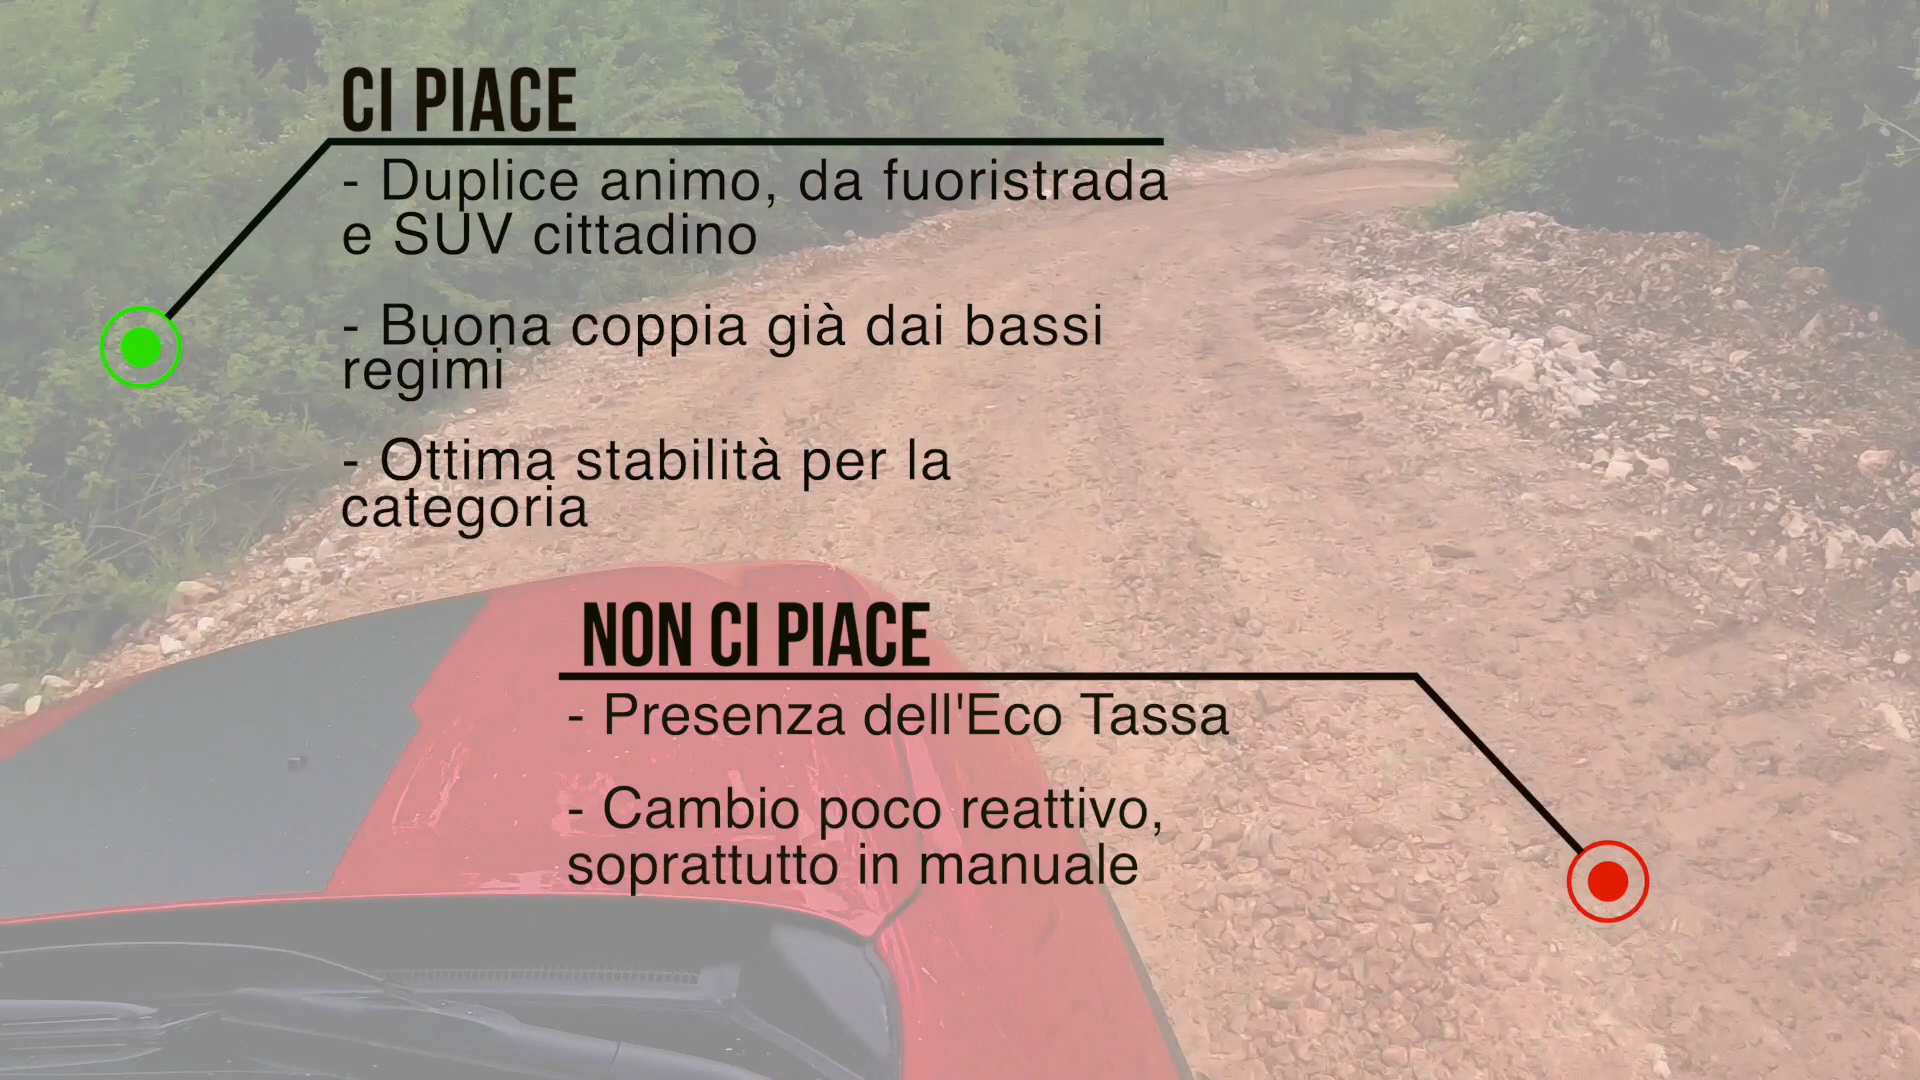 CI PIACE
- Duplice animo, da fuoristrada
e SUV cittadino
- Buona coppia già dai bassi
regimi
- Ottima stabilità per la
categoria
NON CI PIACE
- Presenza dell'Eco Tassa
- Cambio poco reattivo,
soprattutto in manuale